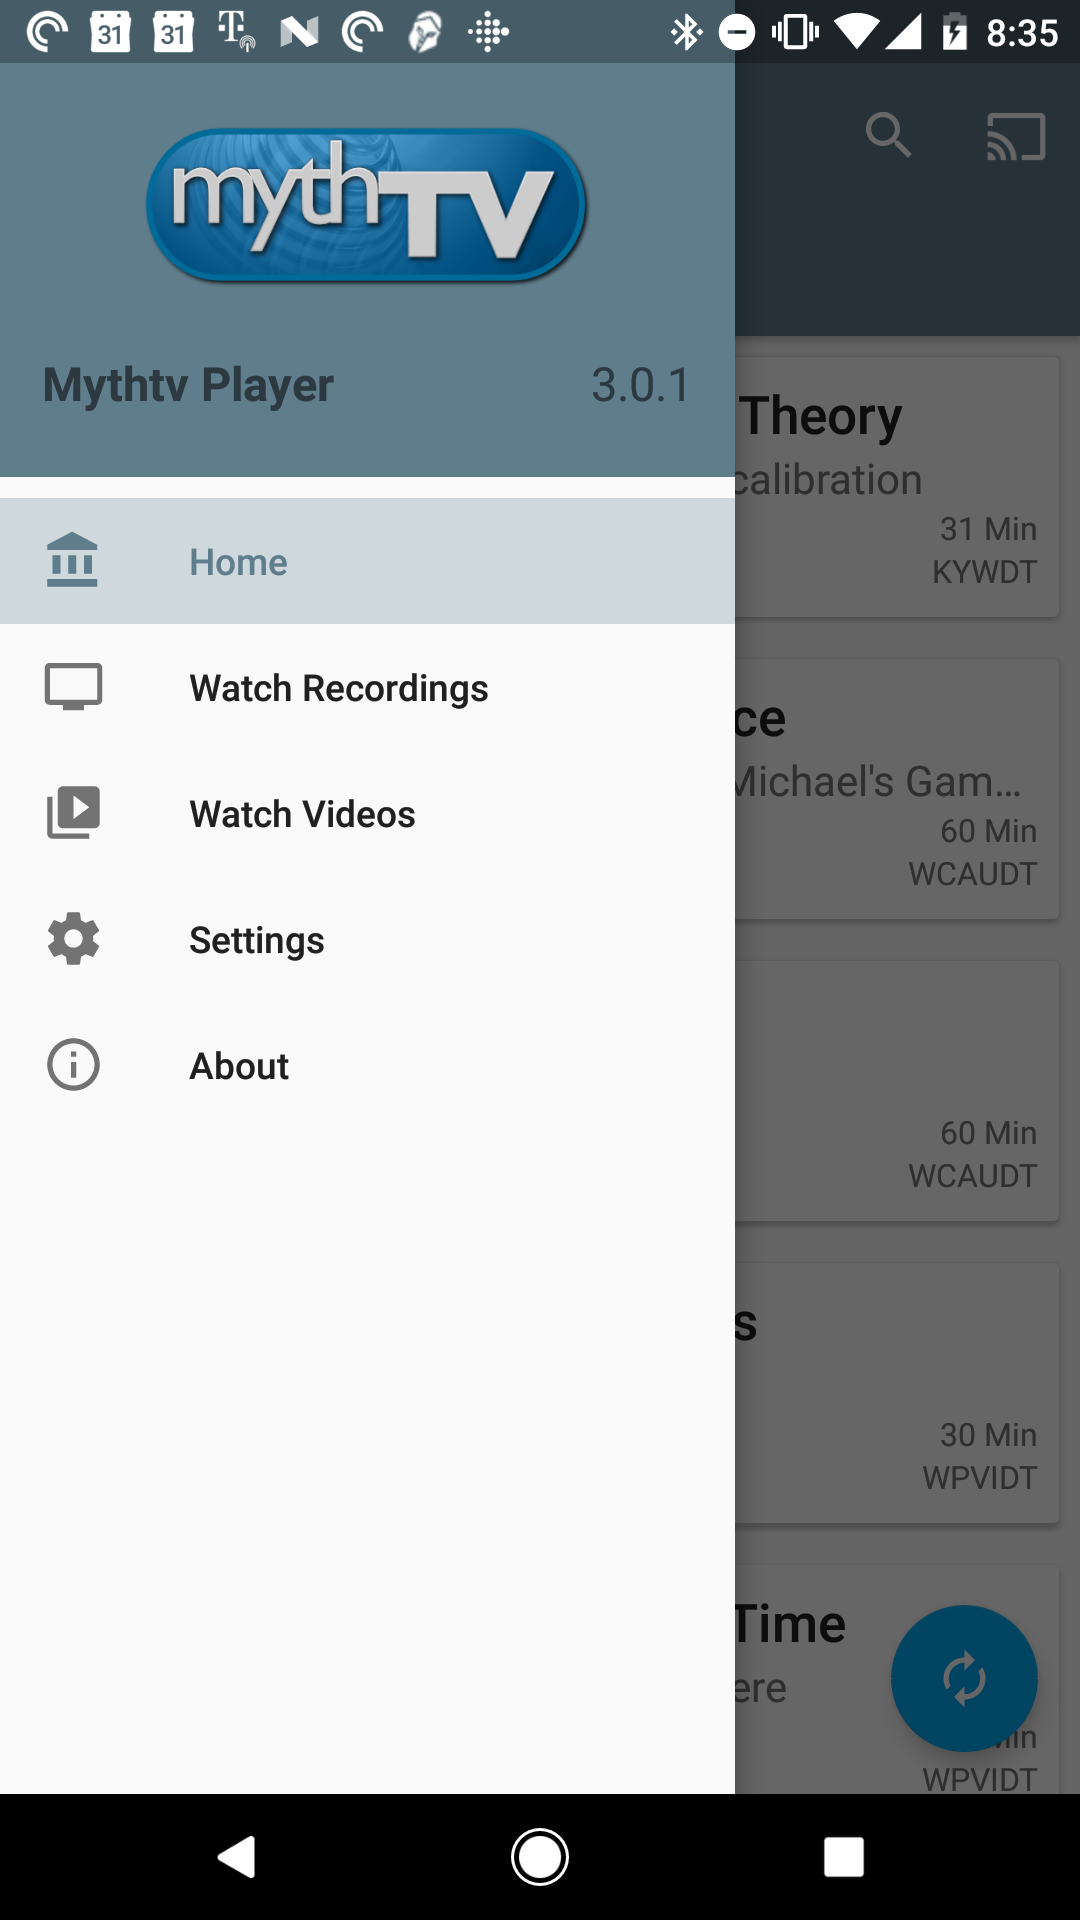 31 31 T N 8:35
mythTV
Mythtv Player 3.0.1
Home
Watch Recordings
Watch Videos
Settings
About
Theory
calibration
31 Min
KYWDT
ce
Michael's Gam...
60 Min
WCAUDT
60 Min
WCAUDT
s
30 Min
WPVIDT
Time
ere
in
WPVIDT